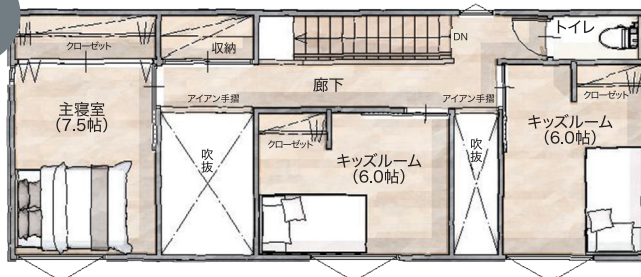 クローゼット
収納
DN
トイレ
クローゼット
廊下
アイアン手摺
アイアン手摺
主寝室
(7.5帖)
吹
抜
クローゼット
キッズルーム
(6.0帖)
吹
抜
キッズルーム
(6.0帖)